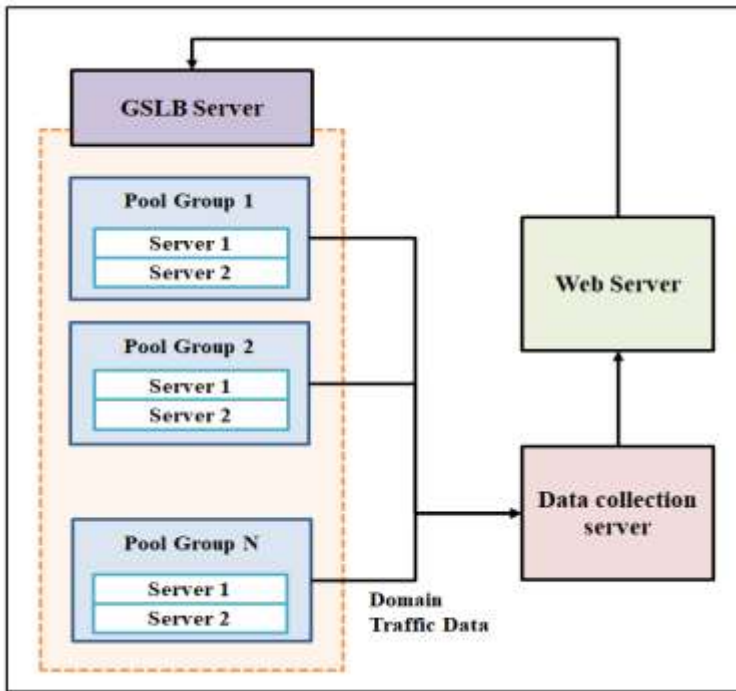 GSLB Server
Pool Group 1
Server 1
Server 2
Pool Group 2
Server 1
Server 2
Pool Group N
Server 1
Server 2
Domain
Traffic Data
Web Server
Data collection
server